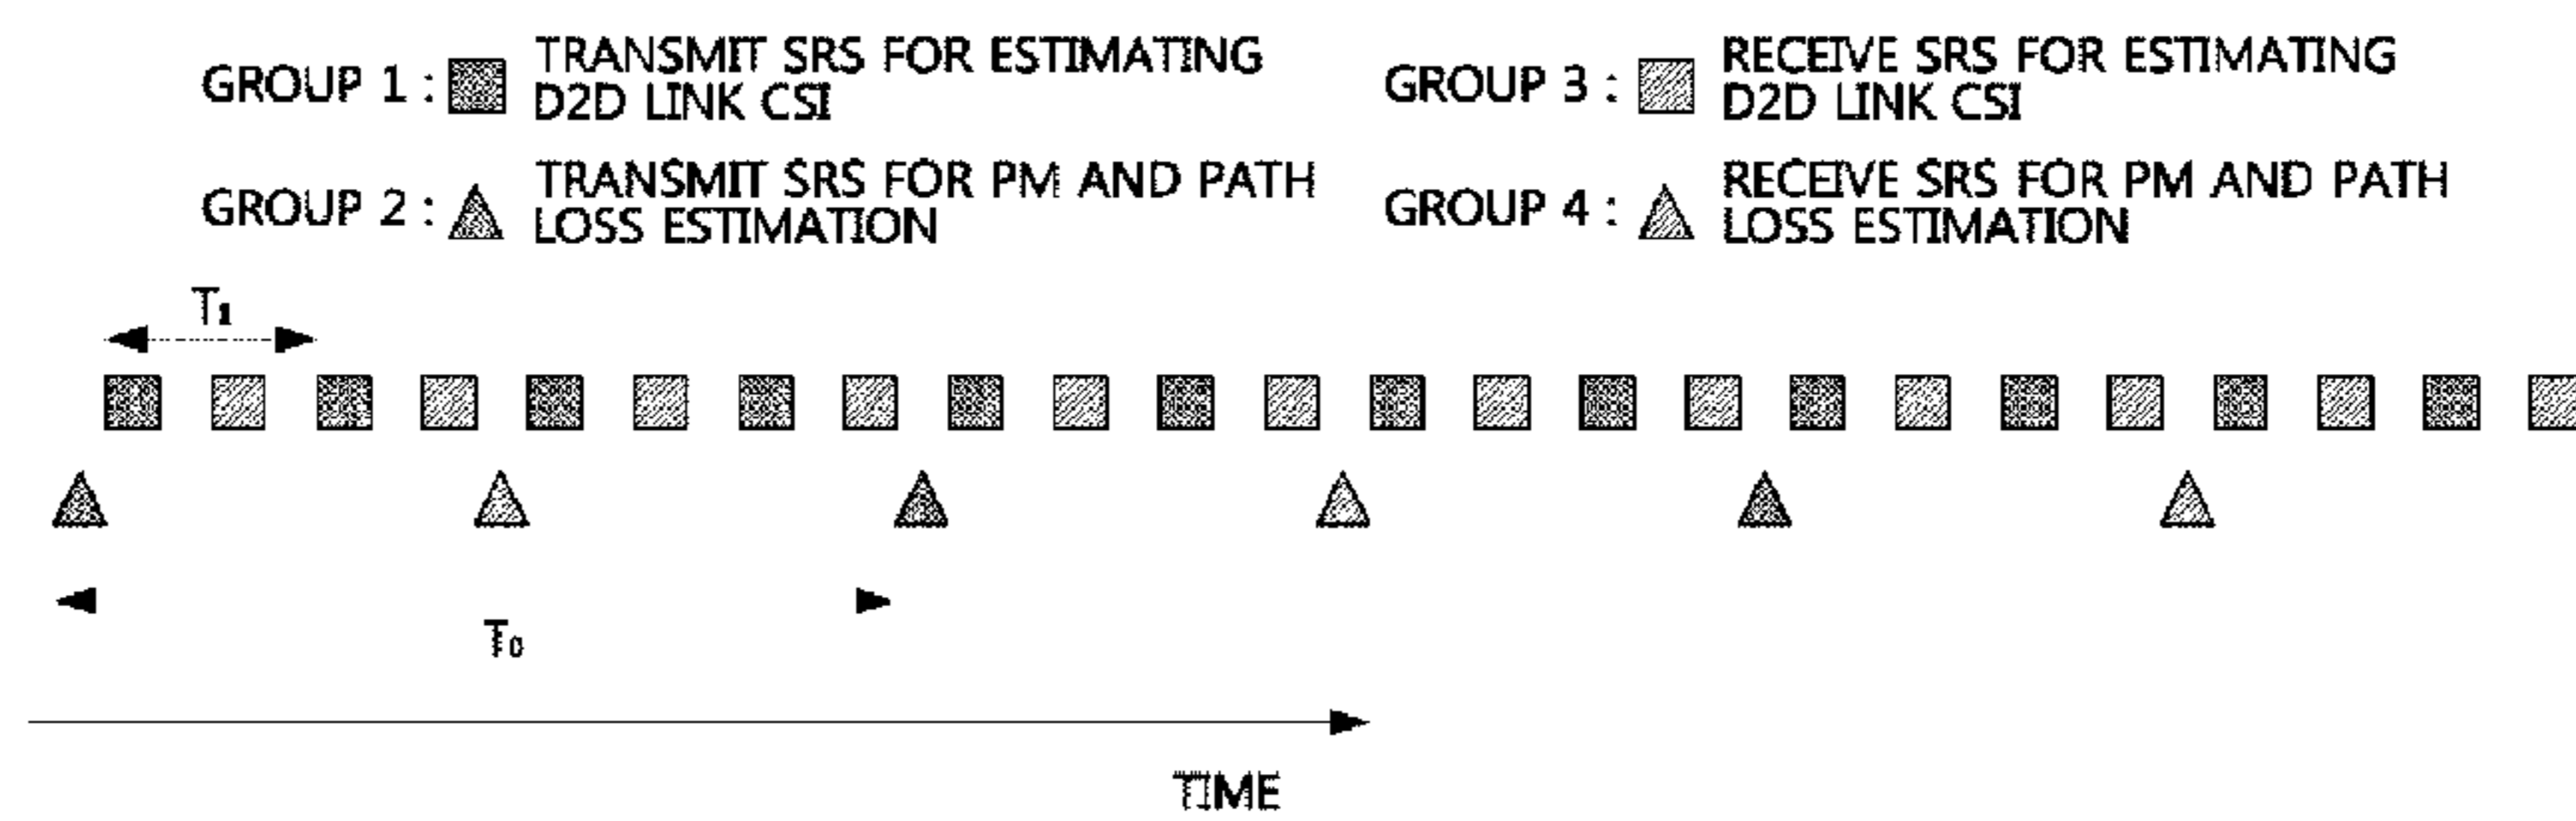 GROUP 1 : TRANSMIT SRS FOR ESTIMATING
D2D LINK CSI
GROUP 2 : TRANSMIT SRS FOR PM AND PATH
LOSS ESTIMATION
GROUP 3 : RECEIVE SRS FOR ESTIMATING
D2D LINK CSI
GROUP 4 : RECEIVE SRS FOR PM AND PATH
LOSS ESTIMATION
T1
T0
TIME